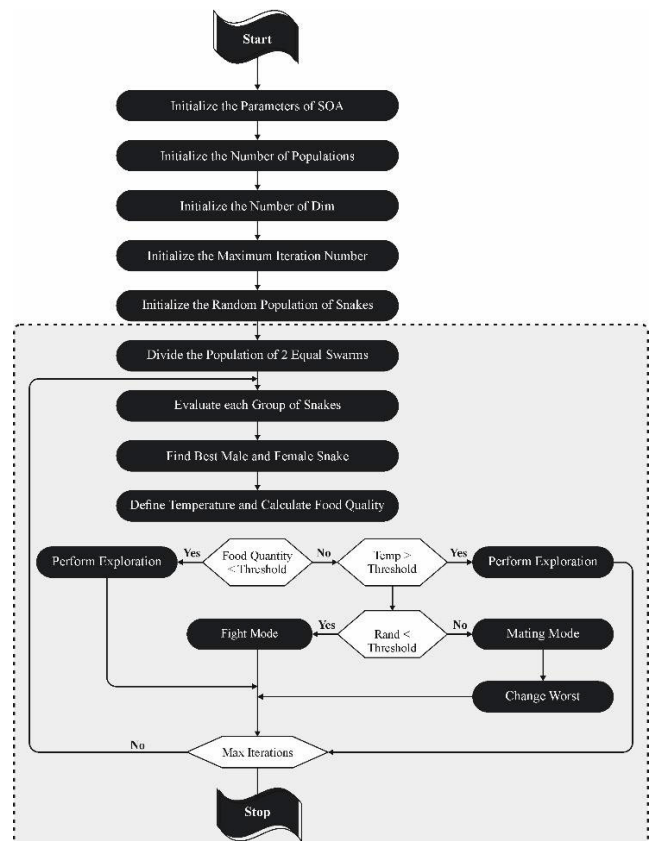 Start
Initialize the Parameters of SOA
Initialize the Number of Populations
Initialize the Number of Dim
Initialize the Maximum Iteration Number
Initialize the Random Population of Snakes
Divide the Population of 2 Equal Swarms
Evaluate each Group of Snakes
Find Best Male and Female Snake
Define Temperature and Calculate Food Quality
Perform Exploration
Yes
Food Quantity
< Threshold
No
Temp >
Threshold
Yes
Perform Exploration
Fight Mode
Yes
Rand <
Threshold
No
Mating Mode
Change Worst
No
Max Iterations
Stop